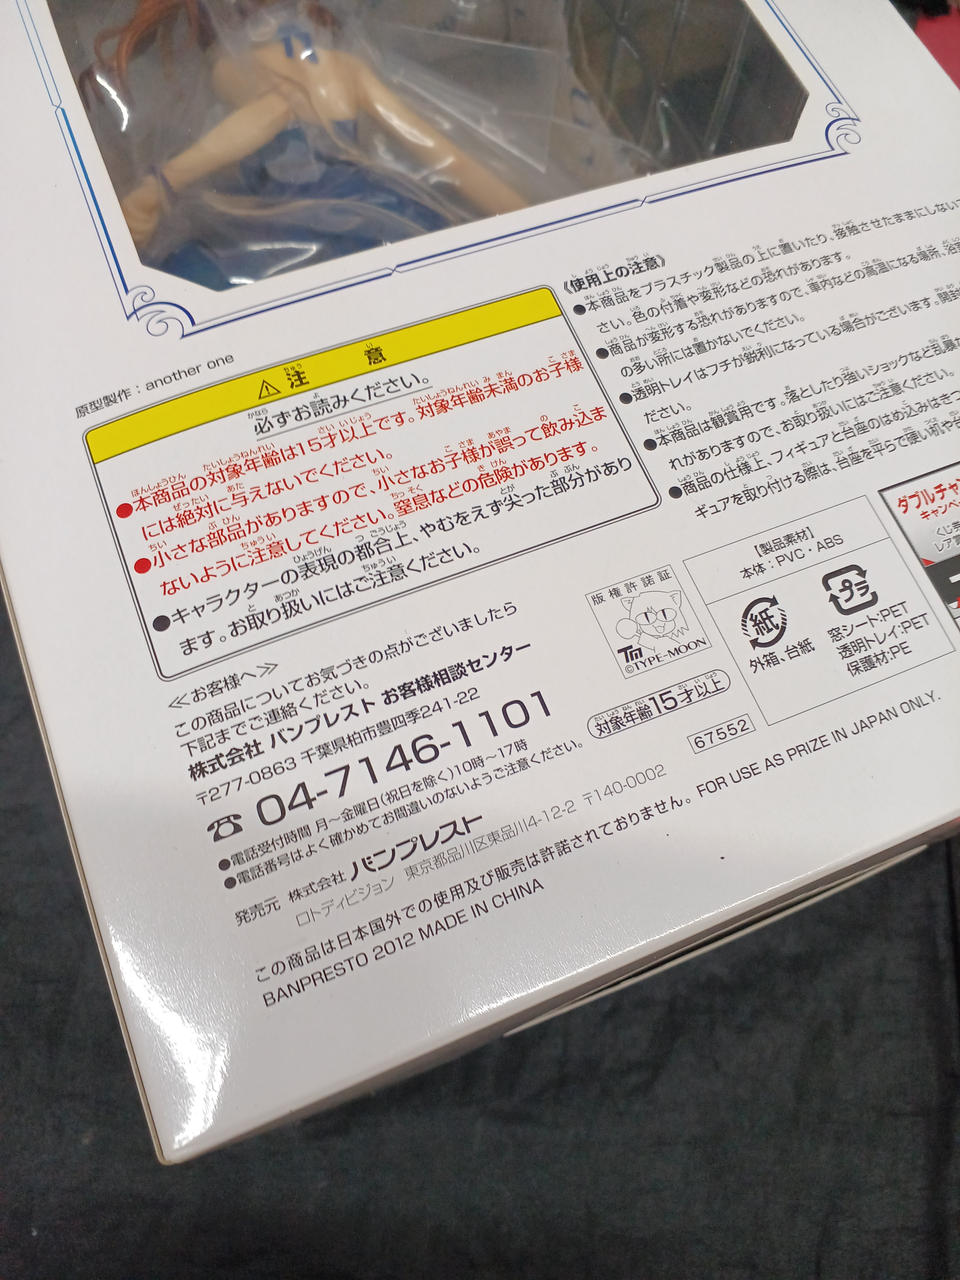 原型製作：another one
注意
必ずお読みください。
●本商品の対象年齢は15才以上です。対象年齢未満のお子様
には絶対に与えないでください。
●小さな部品がありますので、小さなお子様が誤って飲み込ま
ないように注意してください。窒息などの危険があります。
●キャラクターの表現の都合上、やむをえず尖った部分があり
ます。お取り扱いにはご注意ください。
《使用上の注意》
●本商品をプラスチック製品の上に置いたり、接触させたままにしない
さい。色の付着や変形などの恐れがあります。
●商品が変形する恐れがありますので、車内などの高温になる場所、浴
の多い所には置かないでください。
●透明トレイはフチが鋭利になっている場合がございます。開封
ださい。
●本商品は観賞用です。落としたり強いショックなど乱暴
れがありますので、お取り扱いにはご注意ください。
●商品の仕様上、フィギュアと台座のはめ込みはきつ
ギュアを取り付ける際は、台座を平らで硬い机や
≪お客様へ≫
この商品についてお気づきの点がございましたら
下記までご連絡ください。
株式会社 バンプレスト お客様相談センター
〒277-0863 千葉県柏市豊四季241-22
☎ 04-7146-1101
●電話受付時間 月〜金曜日(祝日を除く)10時〜17時
●電話番号はよく確かめてお間違いのないようご注意ください。
発売元 株式会社 バンプレスト
ロトディビジョン 東京都品川区東品川4-12-2 〒140-0002
この商品は日本国外での使用及び販売は許諾されておりません。FOR USE AS PRIZE IN JAPAN ONLY.
BANPRESTO 2012 MADE IN CHINA
版権許諾証
TM
©TYPE-MOON
対象年齢15才以上
67552
【製品素材】
本体：PVC・ABS
紙
外箱、台紙
プラ
窓シート:PET
透明トレイ:PET
保護材:PE
ダブルチャ
キャンペ